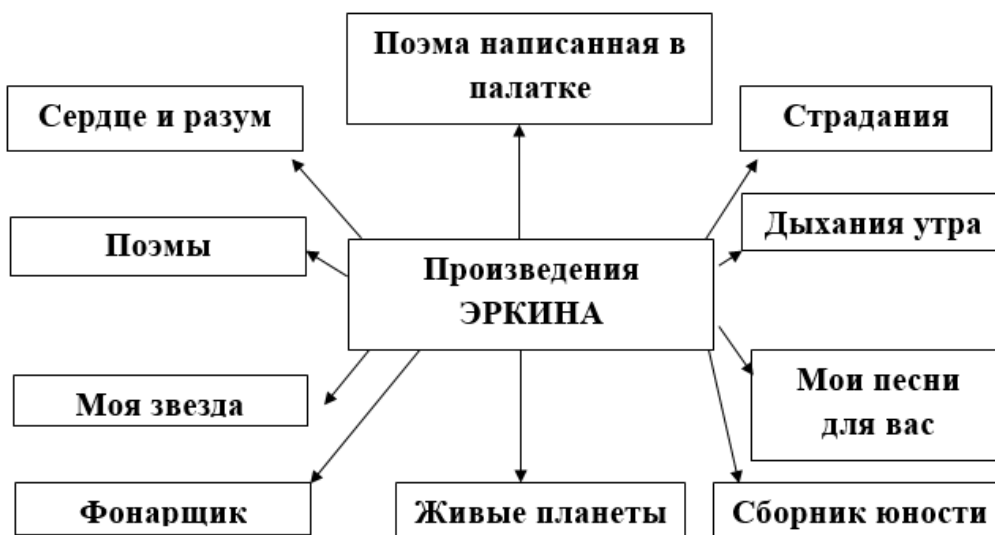 Поэма написанная в
палатке
Сердце и разум
Страдания
Поэмы
Дыхания утра
Произведения
ЭРКИНА
Моя звезда
Мои песни
для вас
Фонарщик
Живые планеты
Сборник юности